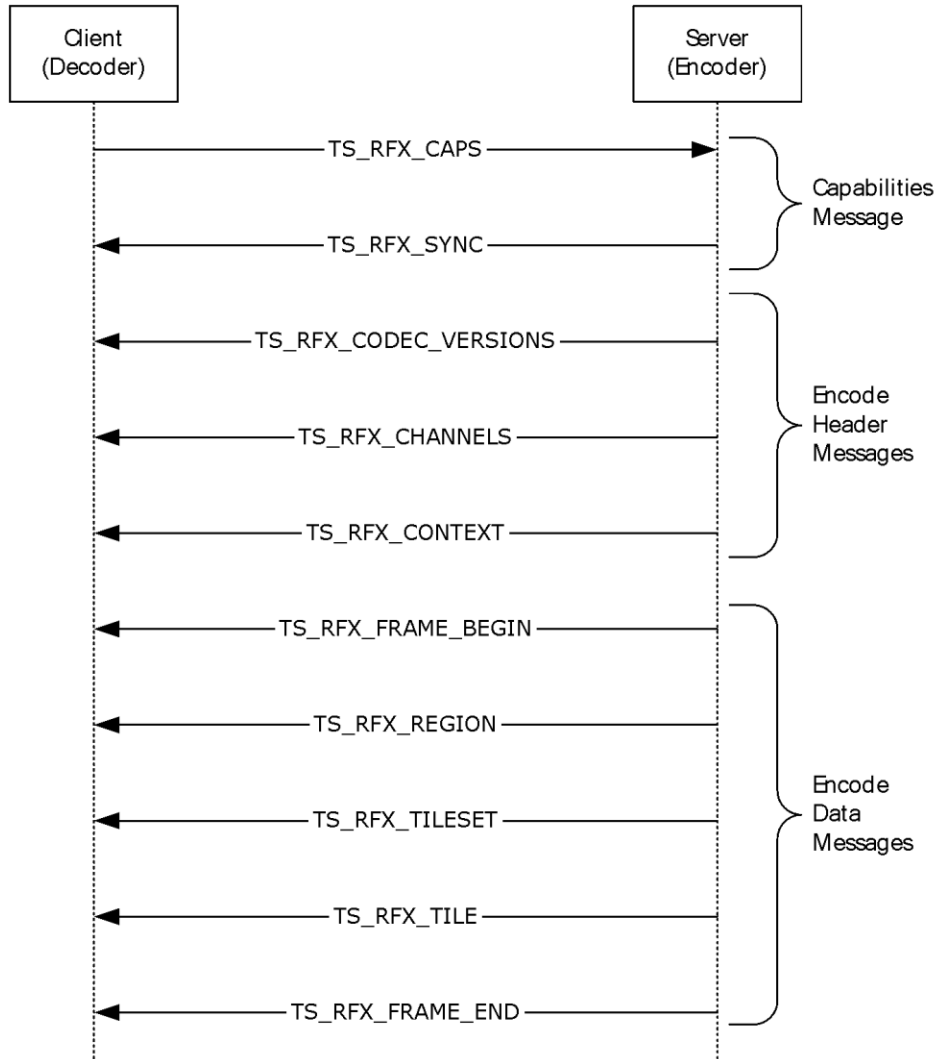 Client
(Decoder)
Server
(Encoder)
TS_RFX_CAPS
Capabilities
Message
TS_RFX_SYNC
TS_RFX_CODEC_VERSIONS
Encode
Header
Messages
TS_RFX_CHANNELS
TS_RFX_CONTEXT
TS_RFX_FRAME_BEGIN
TS_RFX_REGION
Encode
Data
Messages
TS_RFX_TILESET
TS_RFX_TILE
TS_RFX_FRAME_END